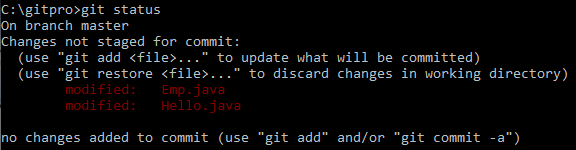 C:\gitpro>git status
On branch master
Changes not staged for commit:
  (use "git add <file>..." to update what will be committed)
  (use "git restore <file>..." to discard changes in working directory)
        modified:   Emp.java
        modified:   Hello.java

no changes added to commit (use "git add" and/or "git commit -a")